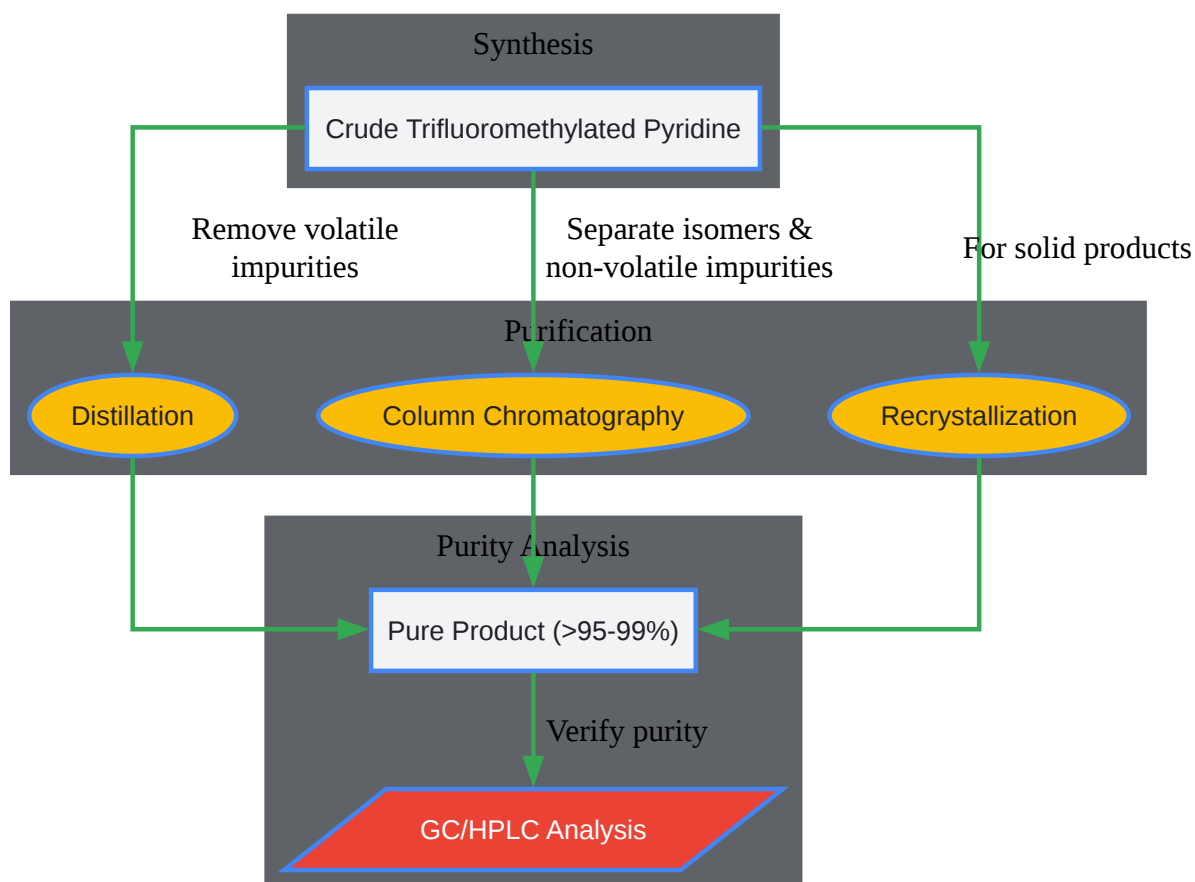 Synthesis
Crude Trifluoromethylated Pyridine
Remove volatile
impurities
Separate isomers &
non-volatile impurities
For solid products
Purification
Distillation
Column Chromatography
Recrystallization
Purity Analysis
Pure Product (>95-99%)
Verify purity
GC/HPLC Analysis